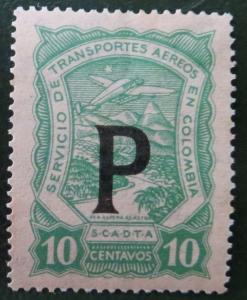 SERVICIO DE TRANSPORTES AEREOS EN COLOMBIA
P
S·C·A·D·T·A
10 CENTAVOS 10